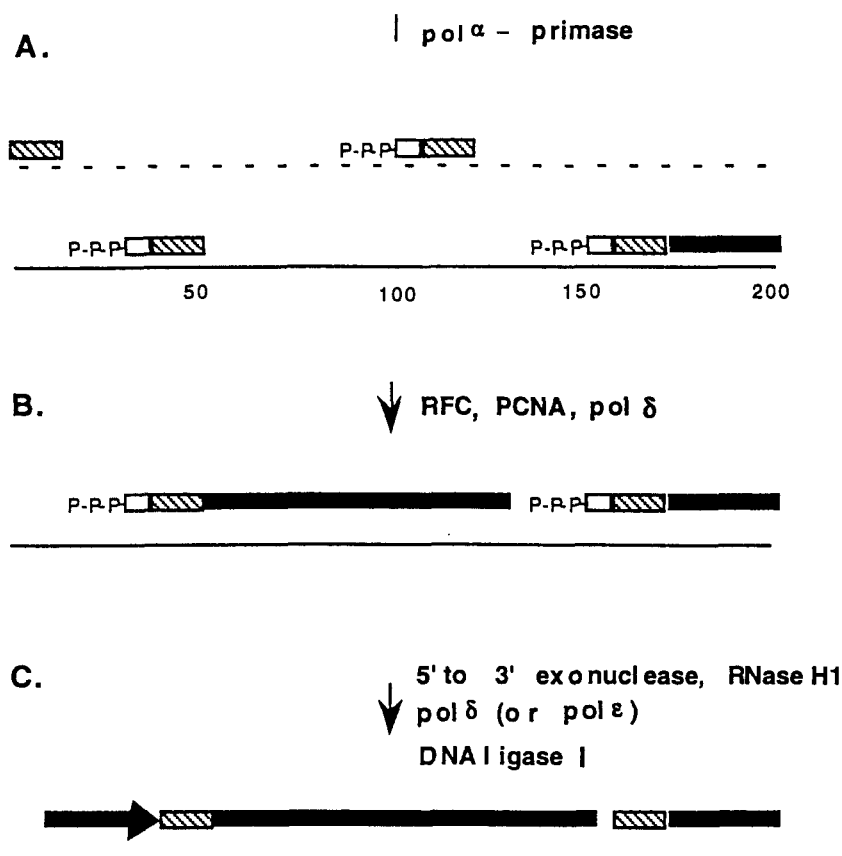 A.
| pol α - primase
P-P-P
P-P-P P-P-P
50 100 150 200
B.
RFC, PCNA, pol δ
P-P-P P-P-P
C.
5' to 3' exonuclease, RNase H1
pol δ (or pol ε)
DNA ligase I